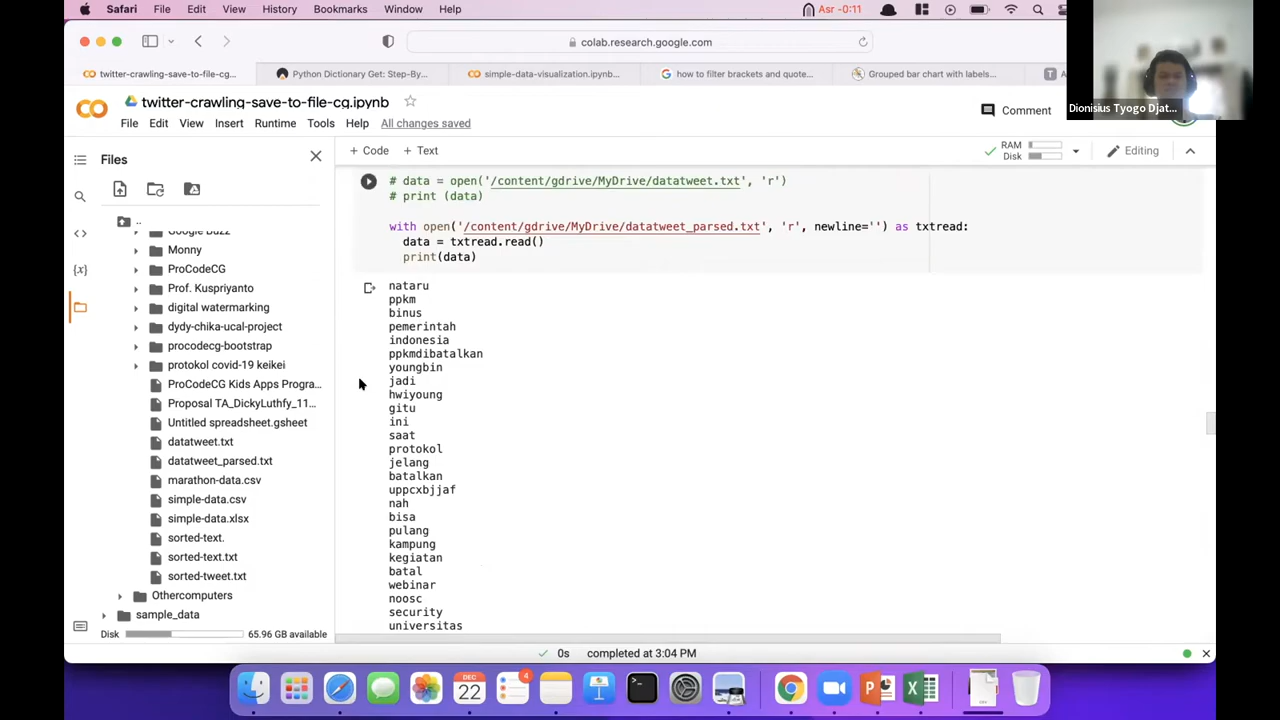 Safari File Edit View History Bookmarks Window Help Asr -0:11
colab.research.google.com
twitter-crawling-save-to-file-cg... Python Dictionary Get: Step-By... simple-data-visualization.ipynb... how to filter brackets and quote... Grouped bar chart with labels...
Dionisius Tyogo Djat...
twitter-crawling-save-to-file-cg.ipynb
File Edit View Insert Runtime Tools Help All changes saved
Comment
Files
+ Code + Text
RAM
Disk
Editing
..
Google Buzz
Monny
ProCodeCG
Prof. Kuspriyanto
digital watermarking
dydy-chika-ucal-project
procodecg-bootstrap
protokol covid-19 keikei
ProCodeCG Kids Apps Progra...
Proposal TA_DickyLuthfy_11...
Untitled spreadsheet.gsheet
datatweet.txt
datatweet_parsed.txt
marathon-data.csv
simple-data.csv
simple-data.xlsx
sorted-text.
sorted-text.txt
sorted-tweet.txt
Othercomputers
sample_data
Disk 65.96 GB available
# data = open('/content/gdrive/MyDrive/datatweet.txt', 'r')
# print (data)
with open('/content/gdrive/MyDrive/datatweet_parsed.txt', 'r', newline='') as txtread:
data = txtread.read()
print(data)
nataru
ppkm
binus
pemerintah
indonesia
ppkmdibatalkan
youngbin
jadi
hwiyoung
gitu
ini
saat
protokol
jelang
batalkan
uppcxbjjaf
nah
bisa
pulang
kampung
kegiatan
batal
webinar
noosc
security
universitas
0s completed at 3:04 PM
DEC
22
4